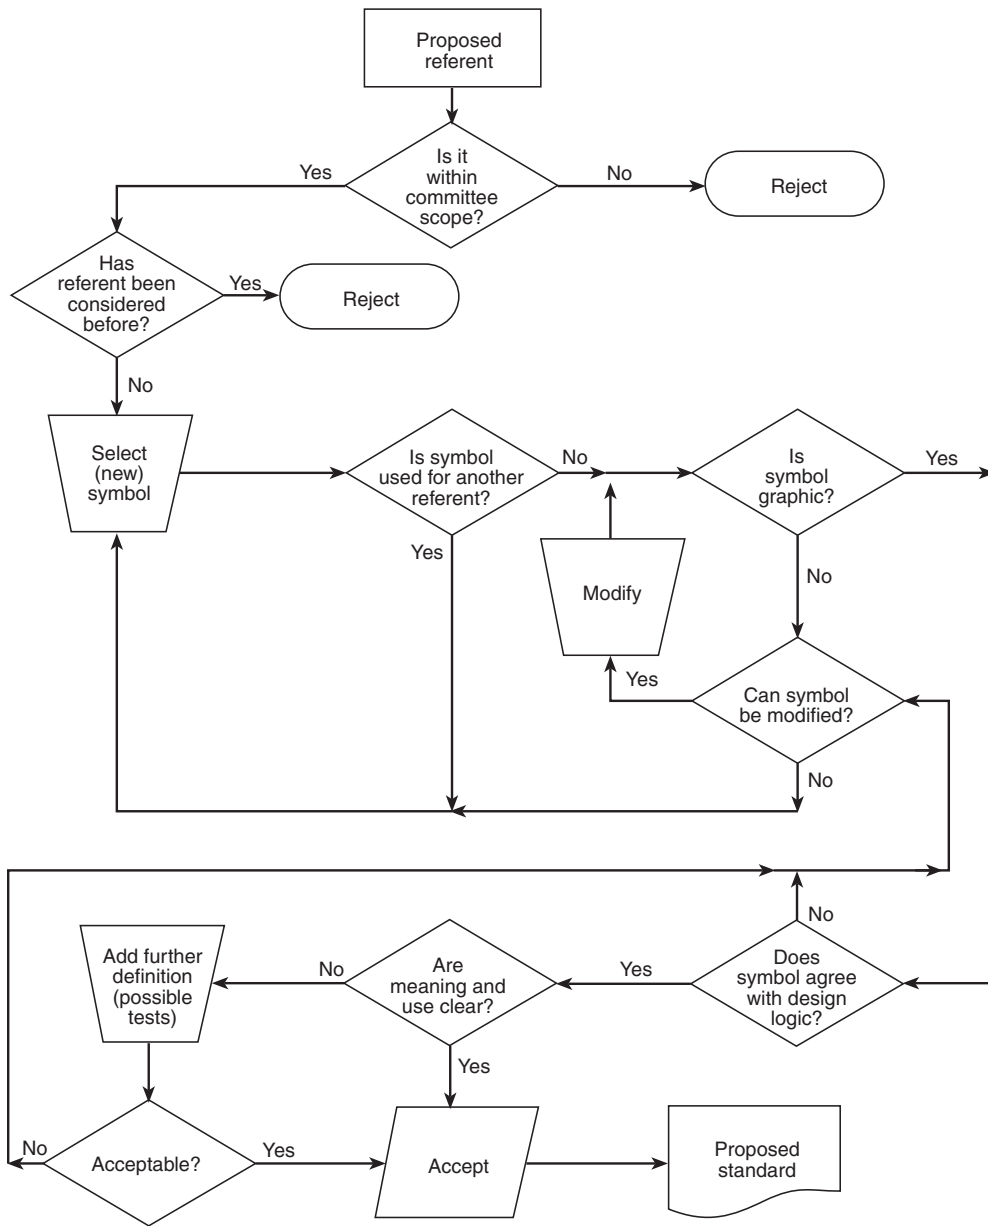 Proposed
referent
Is it
within
committee
scope?
Yes
No
Reject
Has
referent been
considered
before?
Yes
Reject
No
Select
(new)
symbol
Is symbol
used for another
referent?
No
Yes
Is
symbol
graphic?
Yes
No
Modify
Yes
Can symbol
be modified?
No
No
Does
symbol agree
with design
logic?
Yes
Are
meaning and
use clear?
No
Yes
Add further
definition
(possible
tests)
No
Acceptable?
Yes
Accept
Proposed
standard